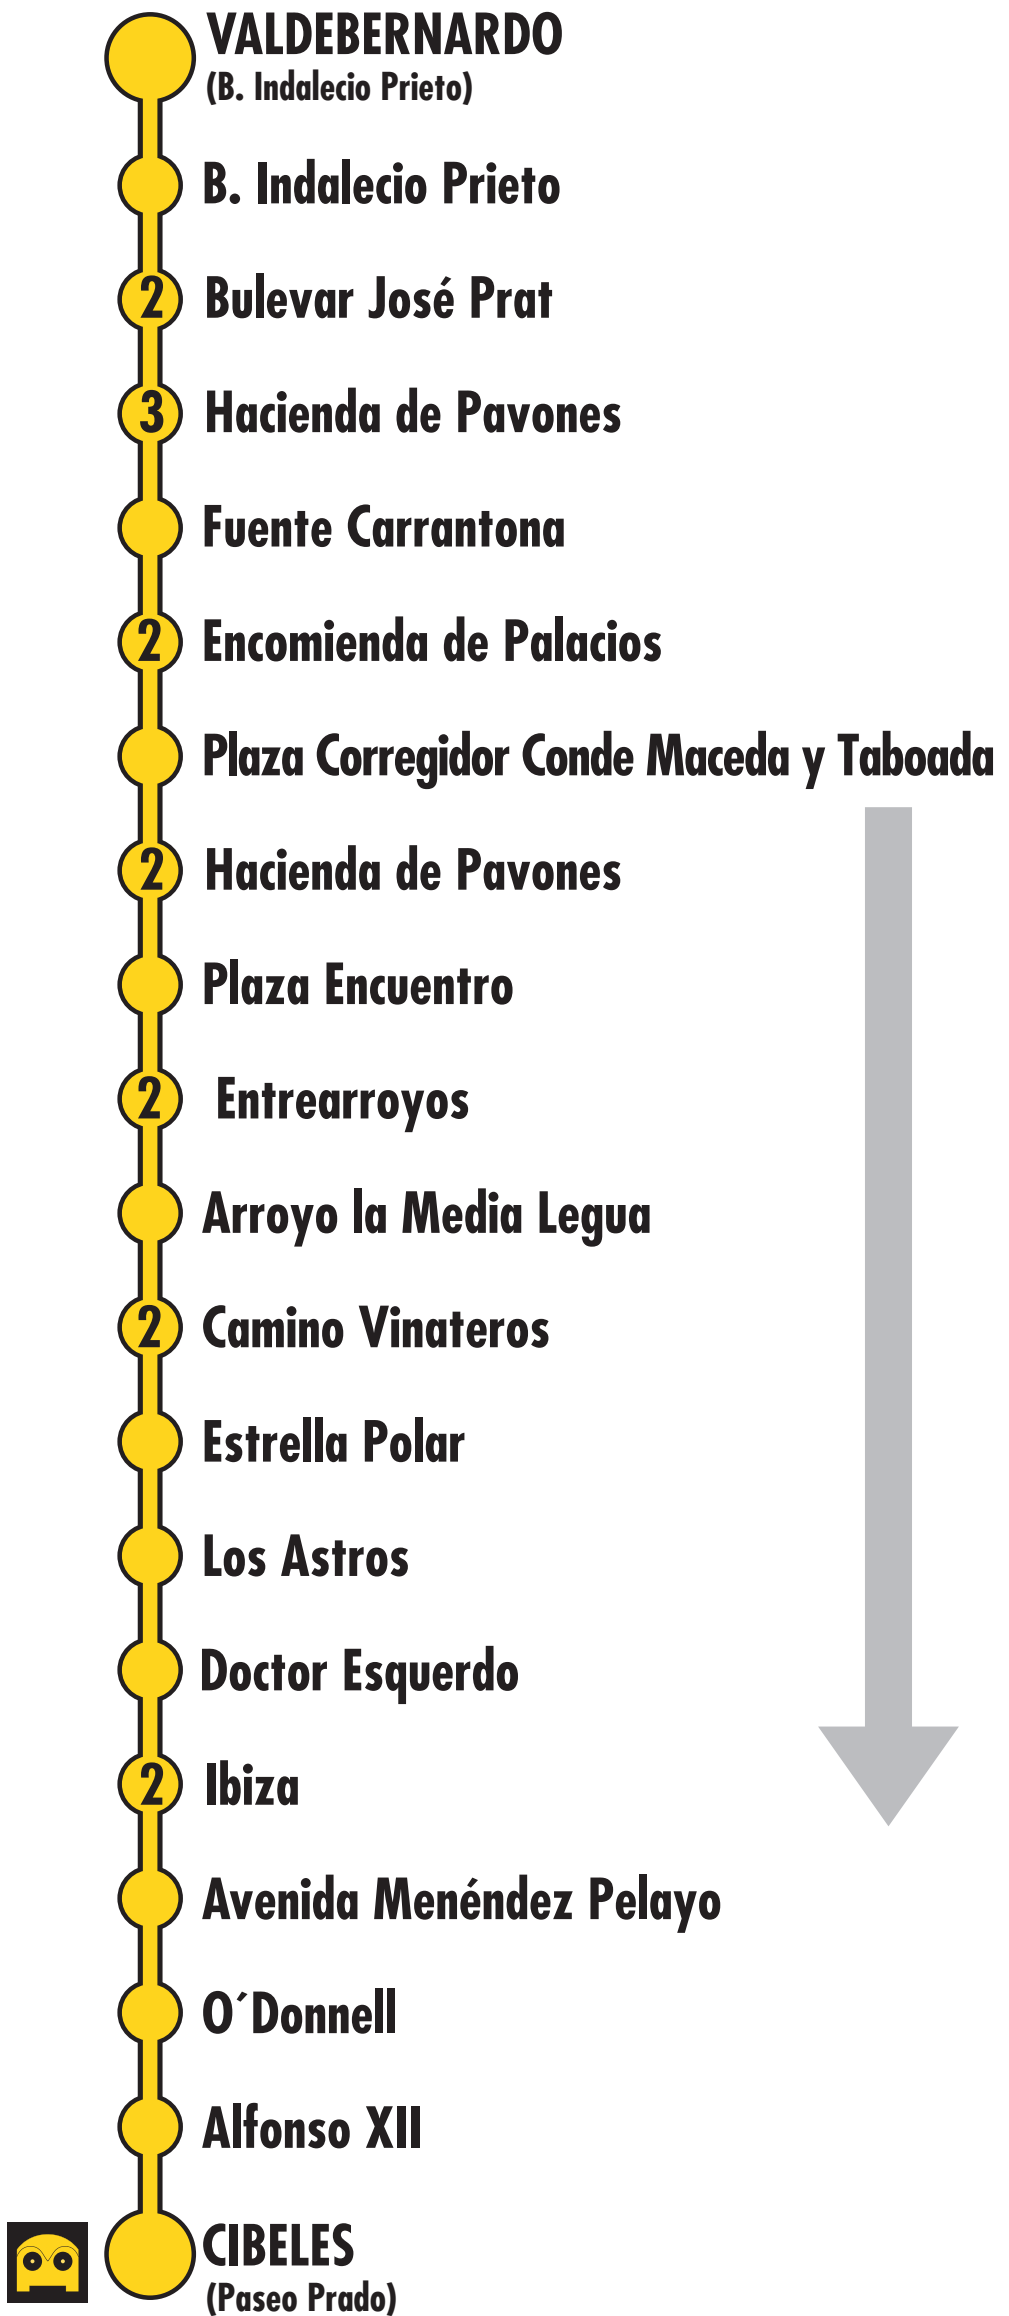 VALDEBERNARDO
(B. Indalecio Prieto)
B. Indalecio Prieto
2 Bulevar José Prat
3 Hacienda de Pavones
Fuente Carrantona
2 Encomienda de Palacios
Plaza Corregidor Conde Maceda y Taboada
2 Hacienda de Pavones
Plaza Encuentro
2 Entrearroyos
Arroyo la Media Legua
2 Camino Vinateros
Estrella Polar
Los Astros
Doctor Esquerdo
2 Ibiza
Avenida Menéndez Pelayo
O´Donnell
Alfonso XII
CIBELES
(Paseo Prado)